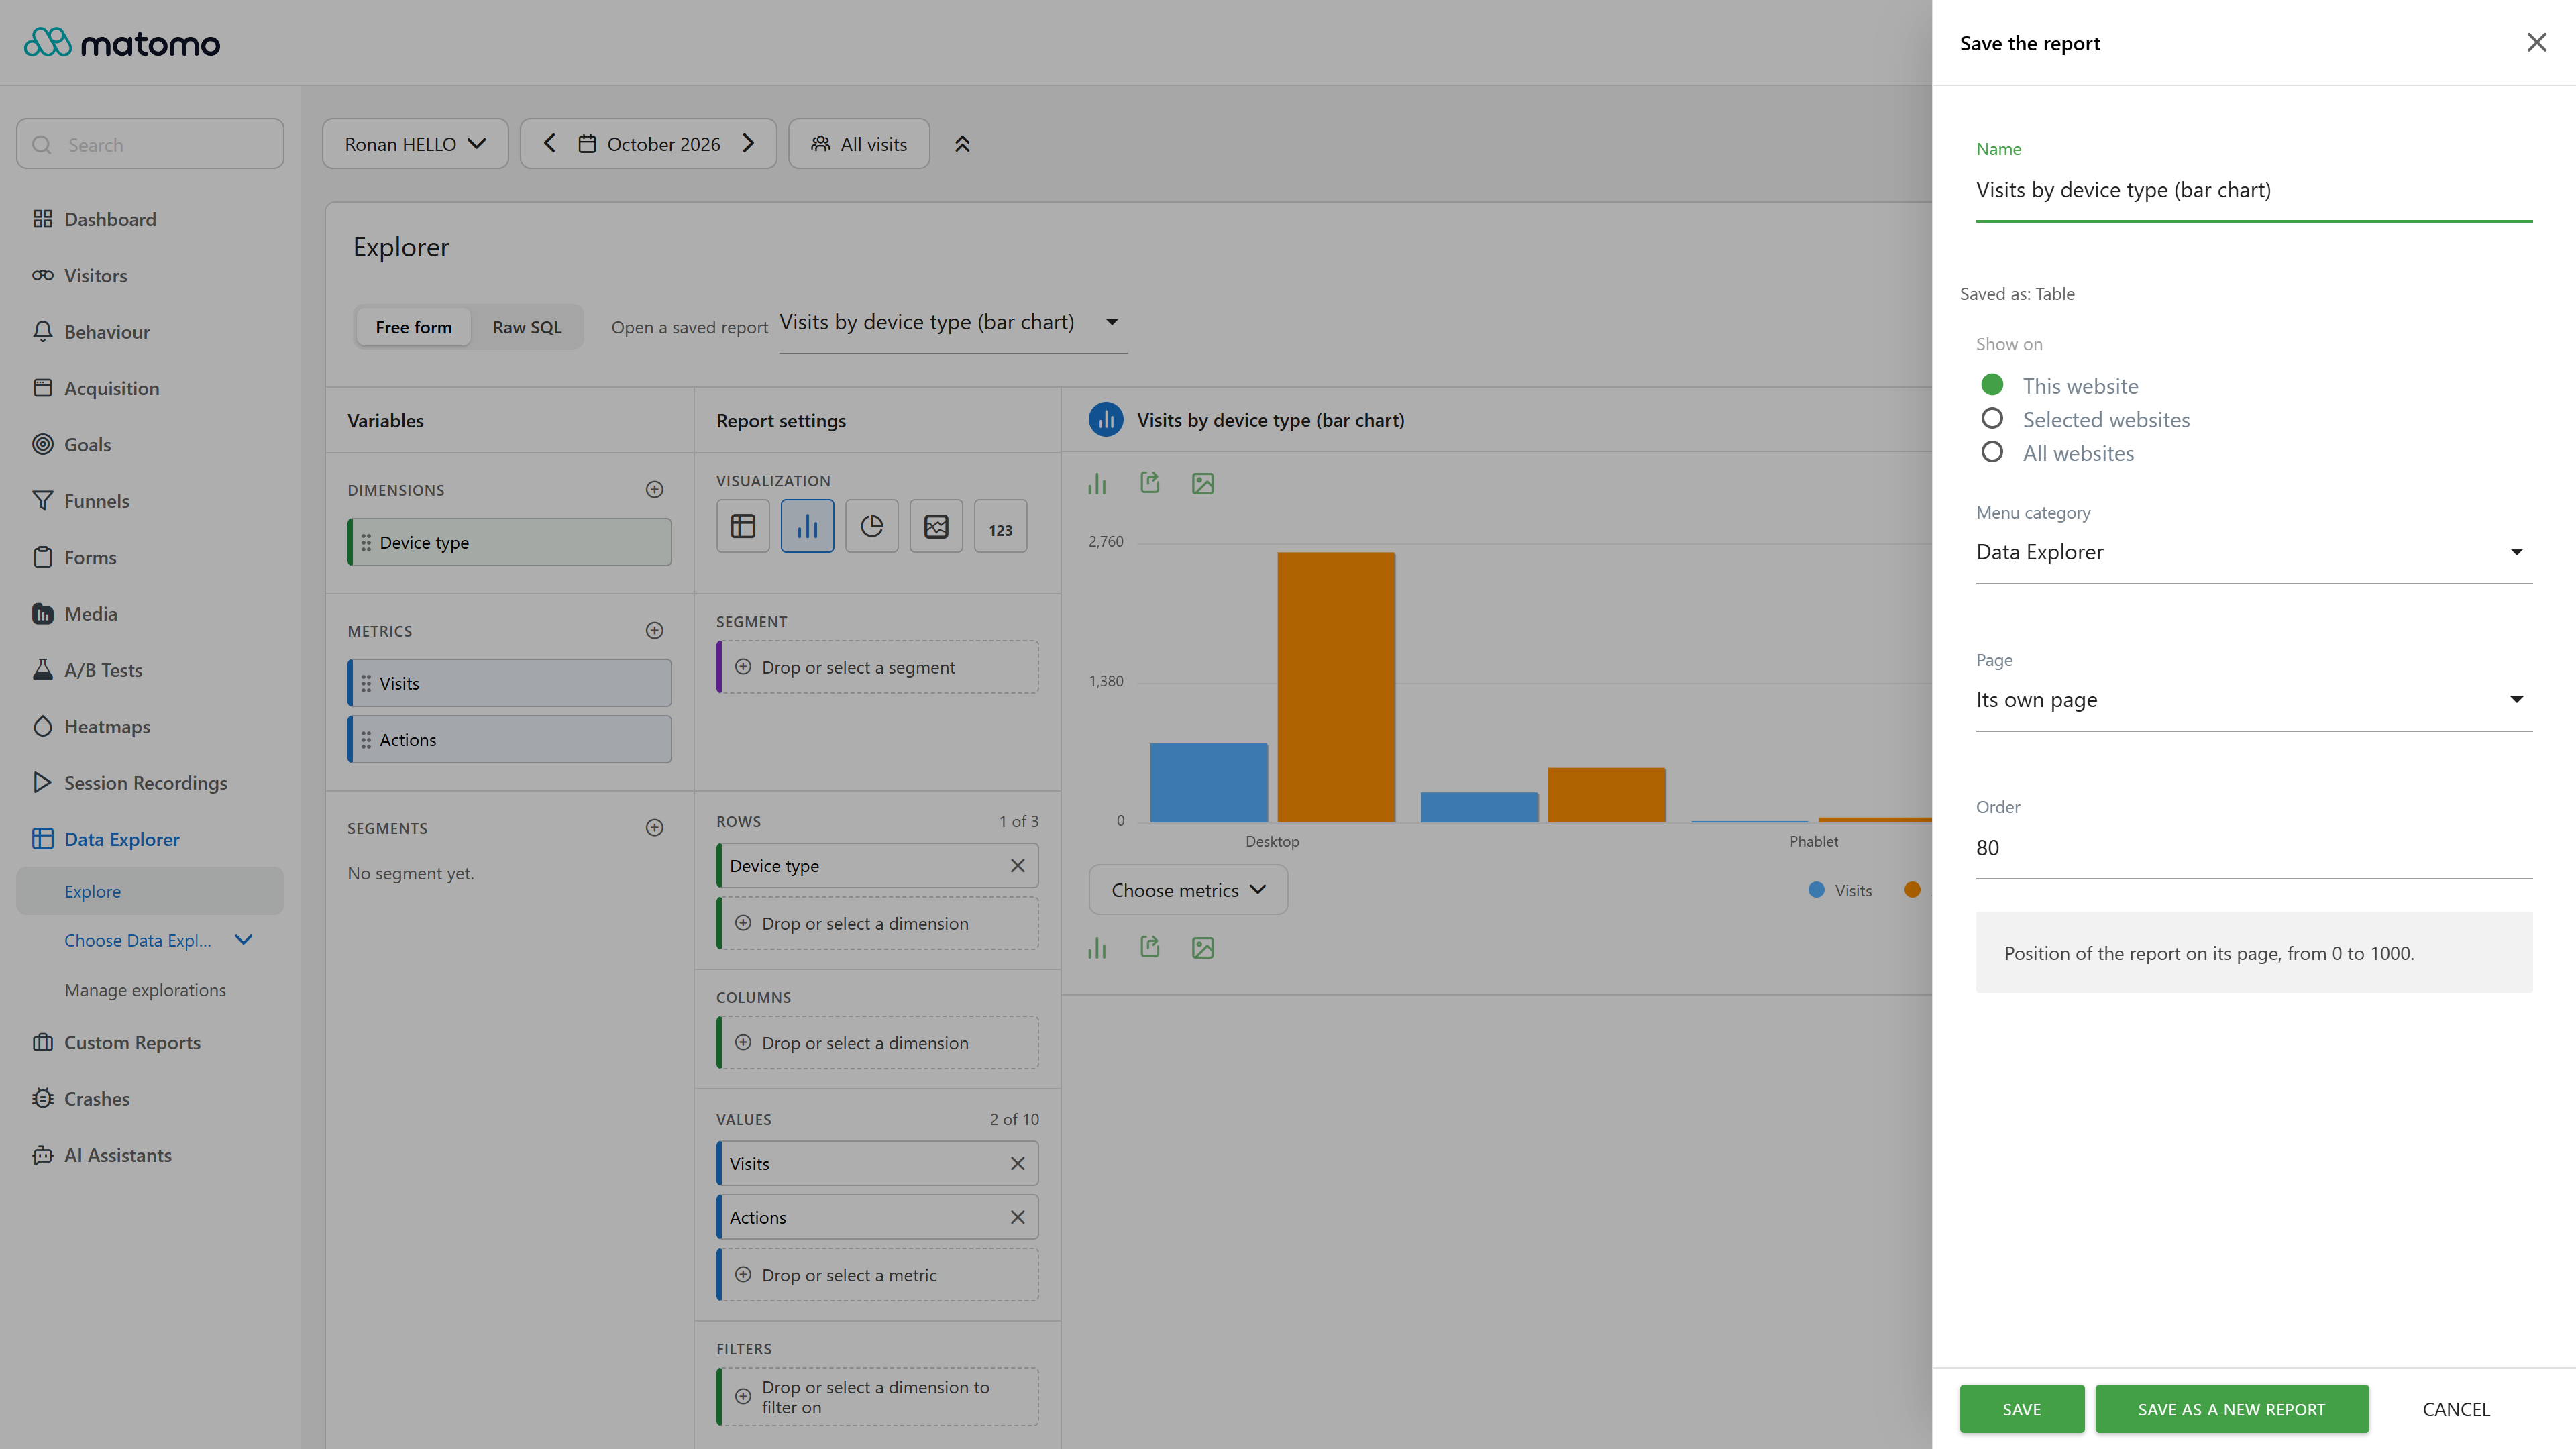 matomo
Save the report
Search
Ronan HELLO
October 2026
All visits
Name
Visits by device type (bar chart)
Dashboard
Visitors
Behaviour
Acquisition
Goals
Funnels
Forms
Media
A/B Tests
Heatmaps
Session Recordings
Data Explorer
Explore
Choose Data Expl...
Manage explorations
Custom Reports
Crashes
AI Assistants
Explorer
Free form
Raw SQL
Open a saved report
Visits by device type (bar chart)
Variables
DIMENSIONS
Device type
METRICS
Visits
Actions
SEGMENTS
No segment yet.
Report settings
VISUALIZATION
123
SEGMENT
Drop or select a segment
ROWS
1 of 3
Device type
Drop or select a dimension
COLUMNS
Drop or select a dimension
VALUES
2 of 10
Visits
Actions
Drop or select a metric
FILTERS
Drop or select a dimension to
filter on
Visits by device type (bar chart)
2,760
1,380
0
Desktop
Phablet
Choose metrics
Visits
Saved as: Table
Show on
This website
Selected websites
All websites
Menu category
Data Explorer
Page
Its own page
Order
80
Position of the report on its page, from 0 to 1000.
SAVE
SAVE AS A NEW REPORT
CANCEL